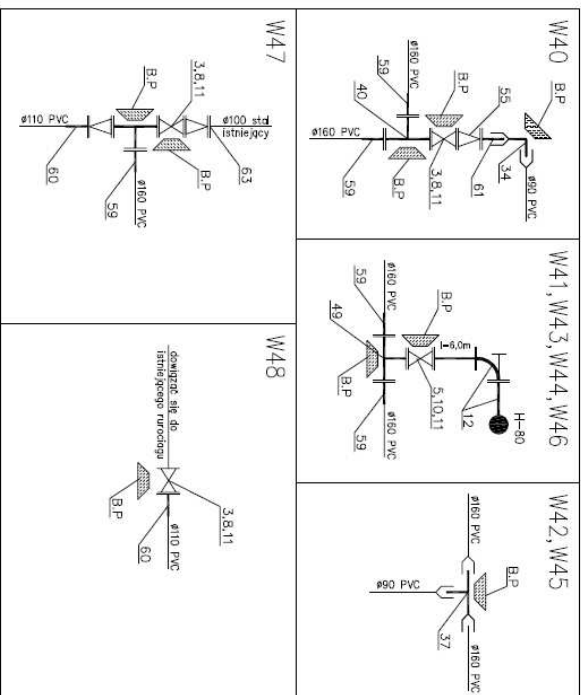 W40
B.P
ø160 PVC
59
40
B.P
55
34
ø90 PVC
61
3,8,11
B.P
ø160 PVC
59
W41,W43,W44,W46
ø160 PVC
59
49
B.P
B.P
l=6,0m
H-80
12
5,10,11
ø160 PVC
59
W42,W45
ø160 PVC
B.P
ø90 PVC
37
ø160 PVC
W47
3,8,11
B.P
ø100 stal
istniejący
63
B.P
ø110 PVC
60
ø160 PVC
59
W48
dowiązać się do
istniejącego rurociągu
3,8,11
B.P
ø110 PVC
60